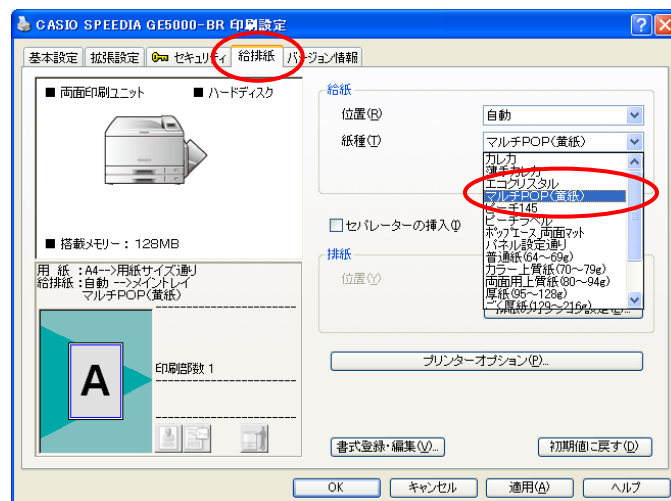 CASIO SPEEDIA GE5000-BR 印刷設定
基本設定 拡張設定 セキュリティ 給排紙 バージョン情報
■ 両面印刷ユニット ■ ハードディスク
■ 搭載メモリー： 128MB
用 紙 ：A4-->用紙サイズ通り
給排紙 ：自動 -->メイントレイ
マルチPOP(黄紙)
A
印刷部数 1
給紙
位置(R) 自動
紙種(T) マルチPOP(黄紙)
カレカ
薄手カレカ
エコクリスタル
マルチPOP(黄紙)
ピーチ145
ピーチラベル
ポップエース 両面マット
パネル設定通り
普通紙(64～69g)
カラー上質紙(70～79g)
両面用上質紙(80～94g)
厚紙(95～128g)
ごく厚紙(129～216g)
セパレーターの挿入(I)
排紙
位置(Y)
プリンターオプション(P)...
書式登録・編集(V)... 初期値に戻す(D)
OK キャンセル 適用(A) ヘルプ